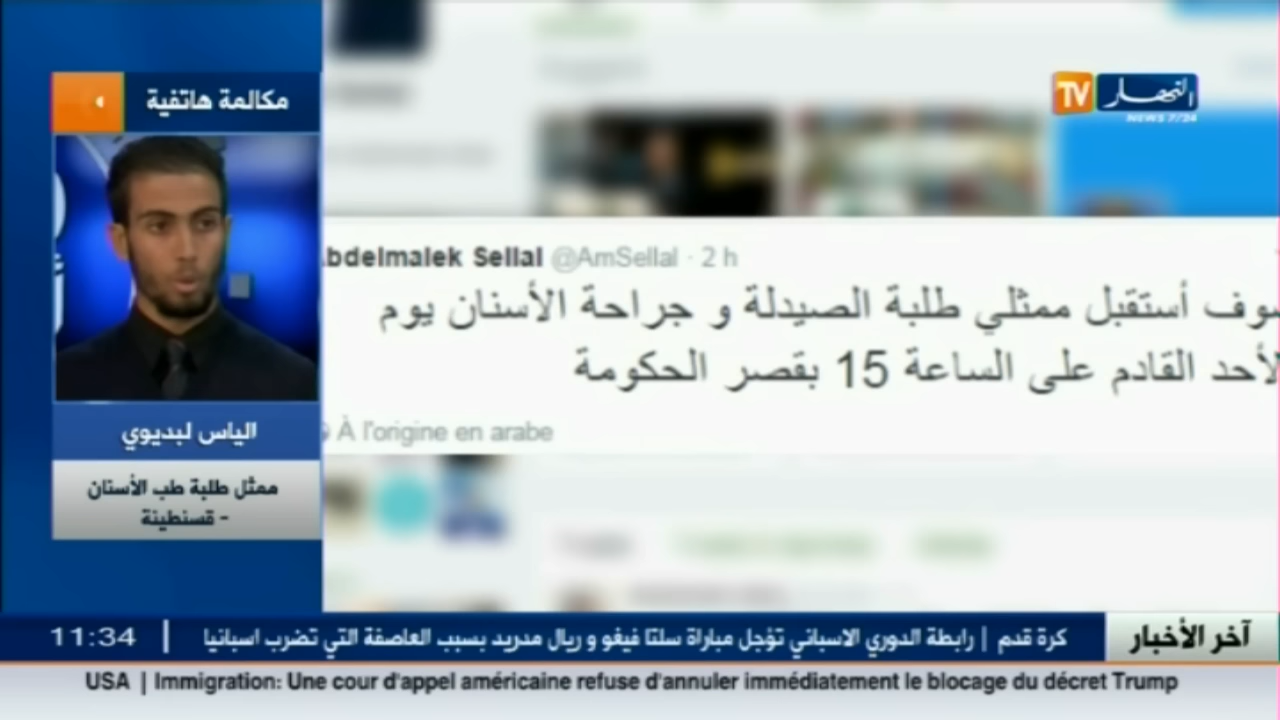 مكالمة هاتفية
النهار TV
NEWS 7/24
bdelmalek Sellal @AmSellal · 2 h
سوف أستقبل ممثلي طلبة الصيدلة و جراحة الأسنان يوم
لأحد القادم على الساعة 15 بقصر الحكومة
À l'origine en arabe
الياس لبديوي
ممثل طلبة طب الأسنان
- قسنطينة
آخر الأخبار
كرة قدم | رابطة الدوري الاسباني تؤجل مباراة سلتا فيغو و ريال مدريد بسبب العاصفة التي تضرب اسبانيا
11:34
USA | Immigration: Une cour d'appel américaine refuse d'annuler immédiatement le blocage du décret Trump